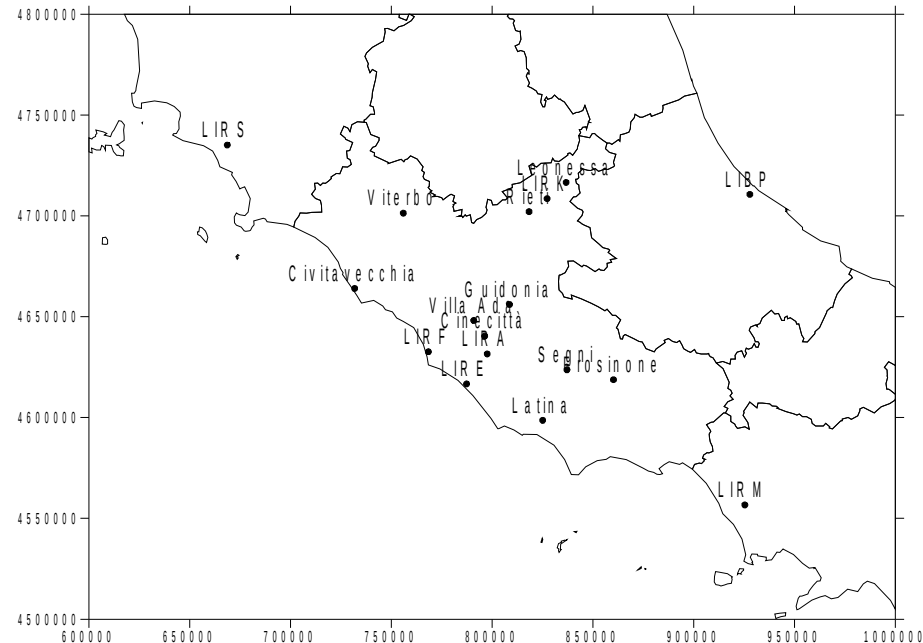 4800000
4750000
4700000
4650000
4600000
4550000
4500000
LIRS
Leonessa
LIRK
LIBP
Viterbo
Rieti
Civitavecchia
Guidonia
Villa Ada
Cinecittà
LIRF
LIRA
Segni
Frosinone
LIRE
Latina
LIRM
600000 650000 700000 750000 800000 850000 900000 950000 1000000